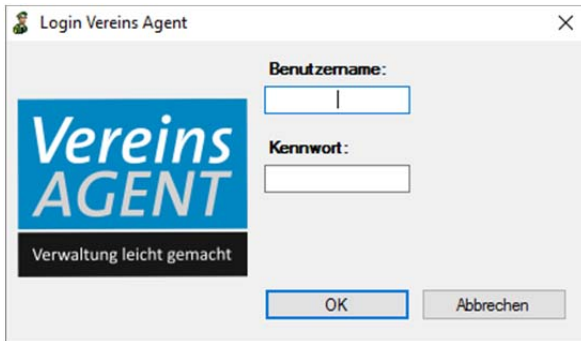 Login Vereins Agent
Benutzername:
Kennwort:
Vereins
AGENT
Verwaltung leicht gemacht
OK
Abbrechen